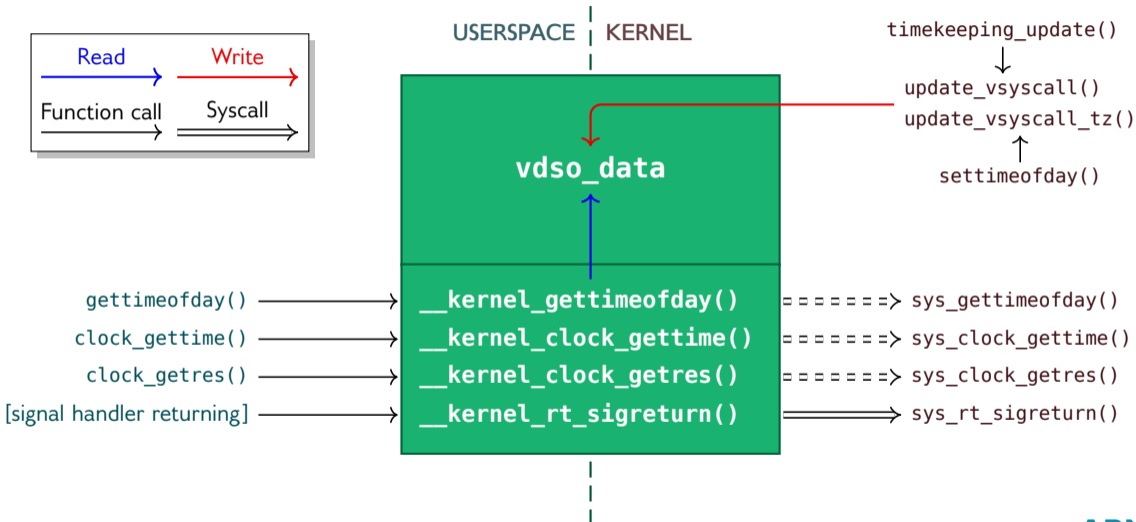 USERSPACE KERNEL
Read Write
Function call Syscall
timekeeping_update()
update_vsyscall()
update_vsyscall_tz()
settimeofday()
vdso_data
gettimeofday() __kernel_gettimeofday() sys_gettimeofday()
clock_gettime() __kernel_clock_gettime() sys_clock_gettime()
clock_getres() __kernel_clock_getres() sys_clock_getres()
[signal handler returning] __kernel_rt_sigreturn() sys_rt_sigreturn()